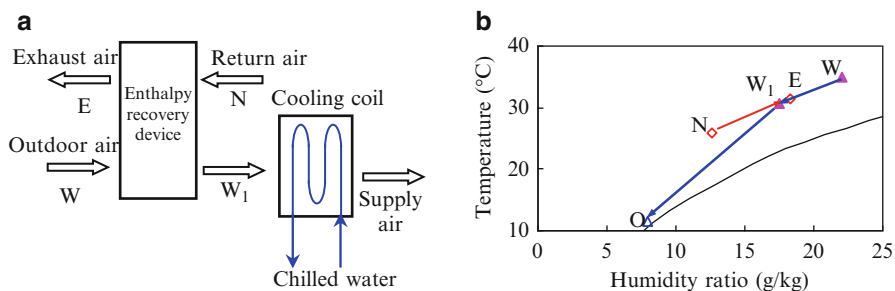 a
Exhaust air
E
Return air
N
Enthalpy
recovery
device
Cooling coil
Outdoor air
W
W1
Supply
air
Chilled water
b
Temperature (°C)
40
30
20
10
0
5
10
15
20
25
Humidity ratio (g/kg)
W
E
W1
N
O